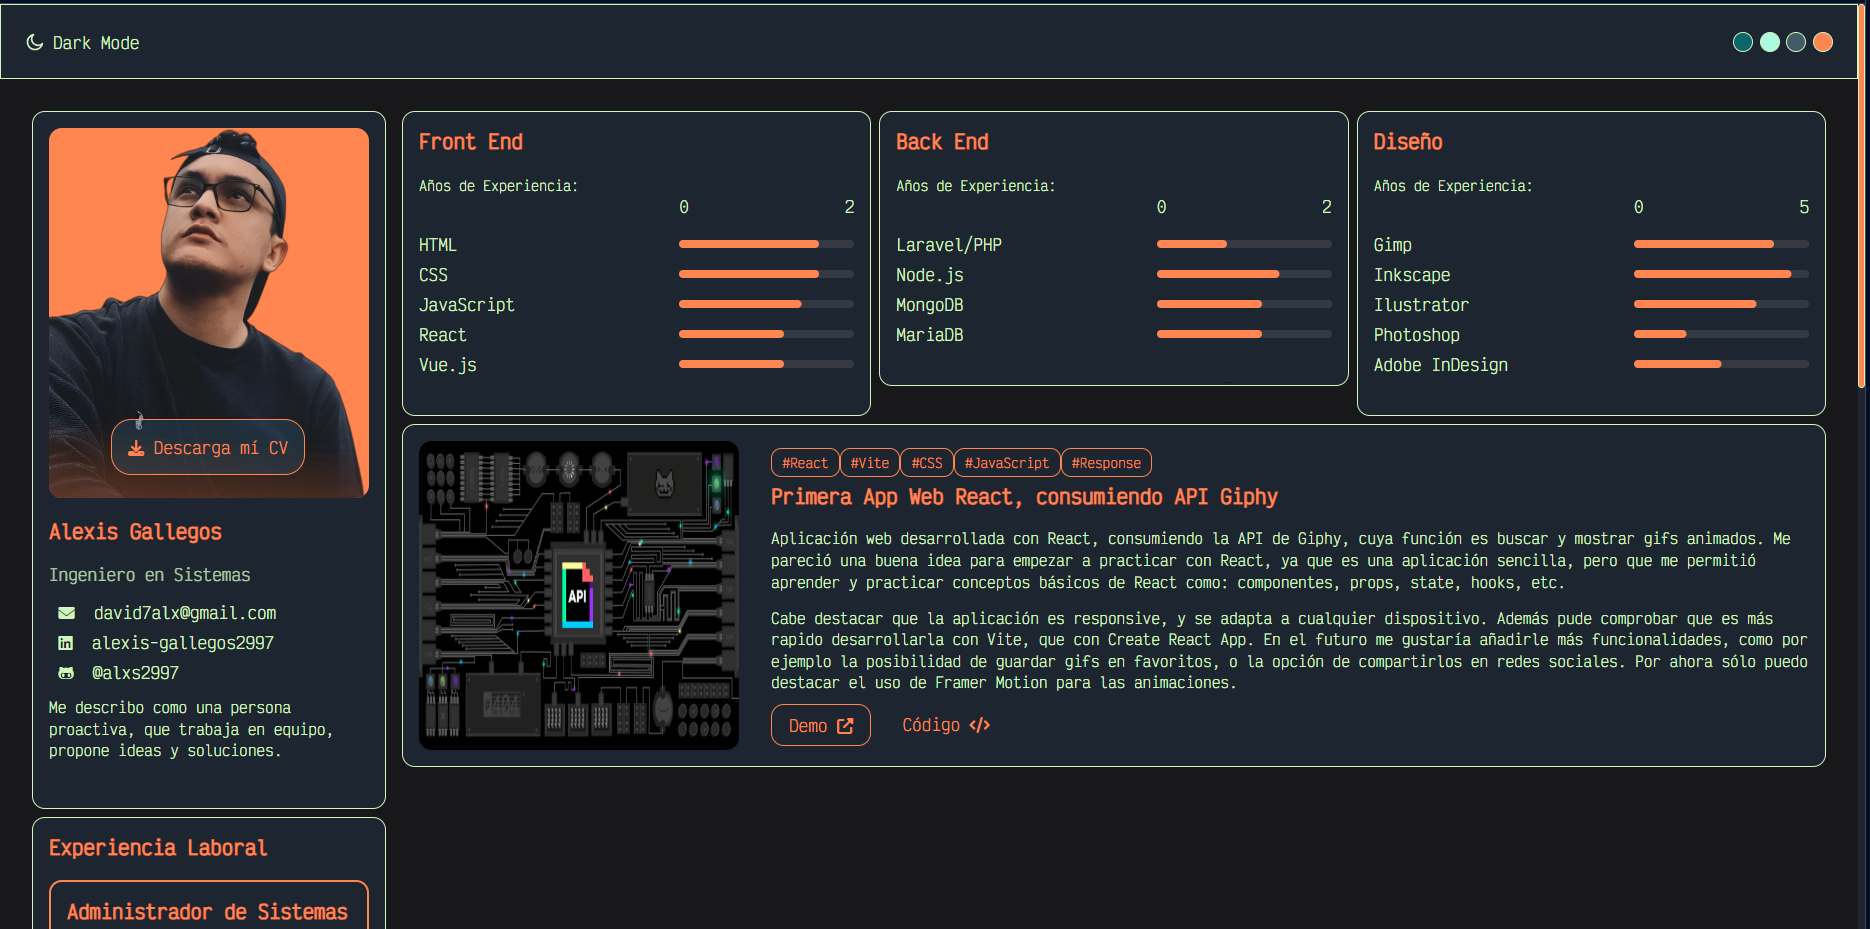 Dark Mode
Descarga mí CV
Alexis Gallegos
Ingeniero en Sistemas
david7alx@gmail.com
alexis-gallegos2997
@alxs2997
Me describo como una persona
proactiva, que trabaja en equipo,
propone ideas y soluciones.
Experiencia Laboral
Administrador de Sistemas
Front End
Años de Experiencia:
0 2
HTML
CSS
JavaScript
React
Vue.js
Back End
Años de Experiencia:
0 2
Laravel/PHP
Node.js
MongoDB
MariaDB
Diseño
Años de Experiencia:
0 5
Gimp
Inkscape
Ilustrator
Photoshop
Adobe InDesign
API
#404
#React #Vite #CSS #JavaScript #Response
Primera App Web React, consumiendo API Giphy
Aplicación web desarrollada con React, consumiendo la API de Giphy, cuya función es buscar y mostrar gifs animados. Me
pareció una buena idea para empezar a practicar con React, ya que es una aplicación sencilla, pero que me permitió
aprender y practicar conceptos básicos de React como: componentes, props, state, hooks, etc.
Cabe destacar que la aplicación es responsive, y se adapta a cualquier dispositivo. Además pude comprobar que es más
rapido desarrollarla con Vite, que con Create React App. En el futuro me gustaría añadirle más funcionalidades, como por
ejemplo la posibilidad de guardar gifs en favoritos, o la opción de compartirlos en redes sociales. Por ahora sólo puedo
destacar el uso de Framer Motion para las animaciones.
Demo
Código